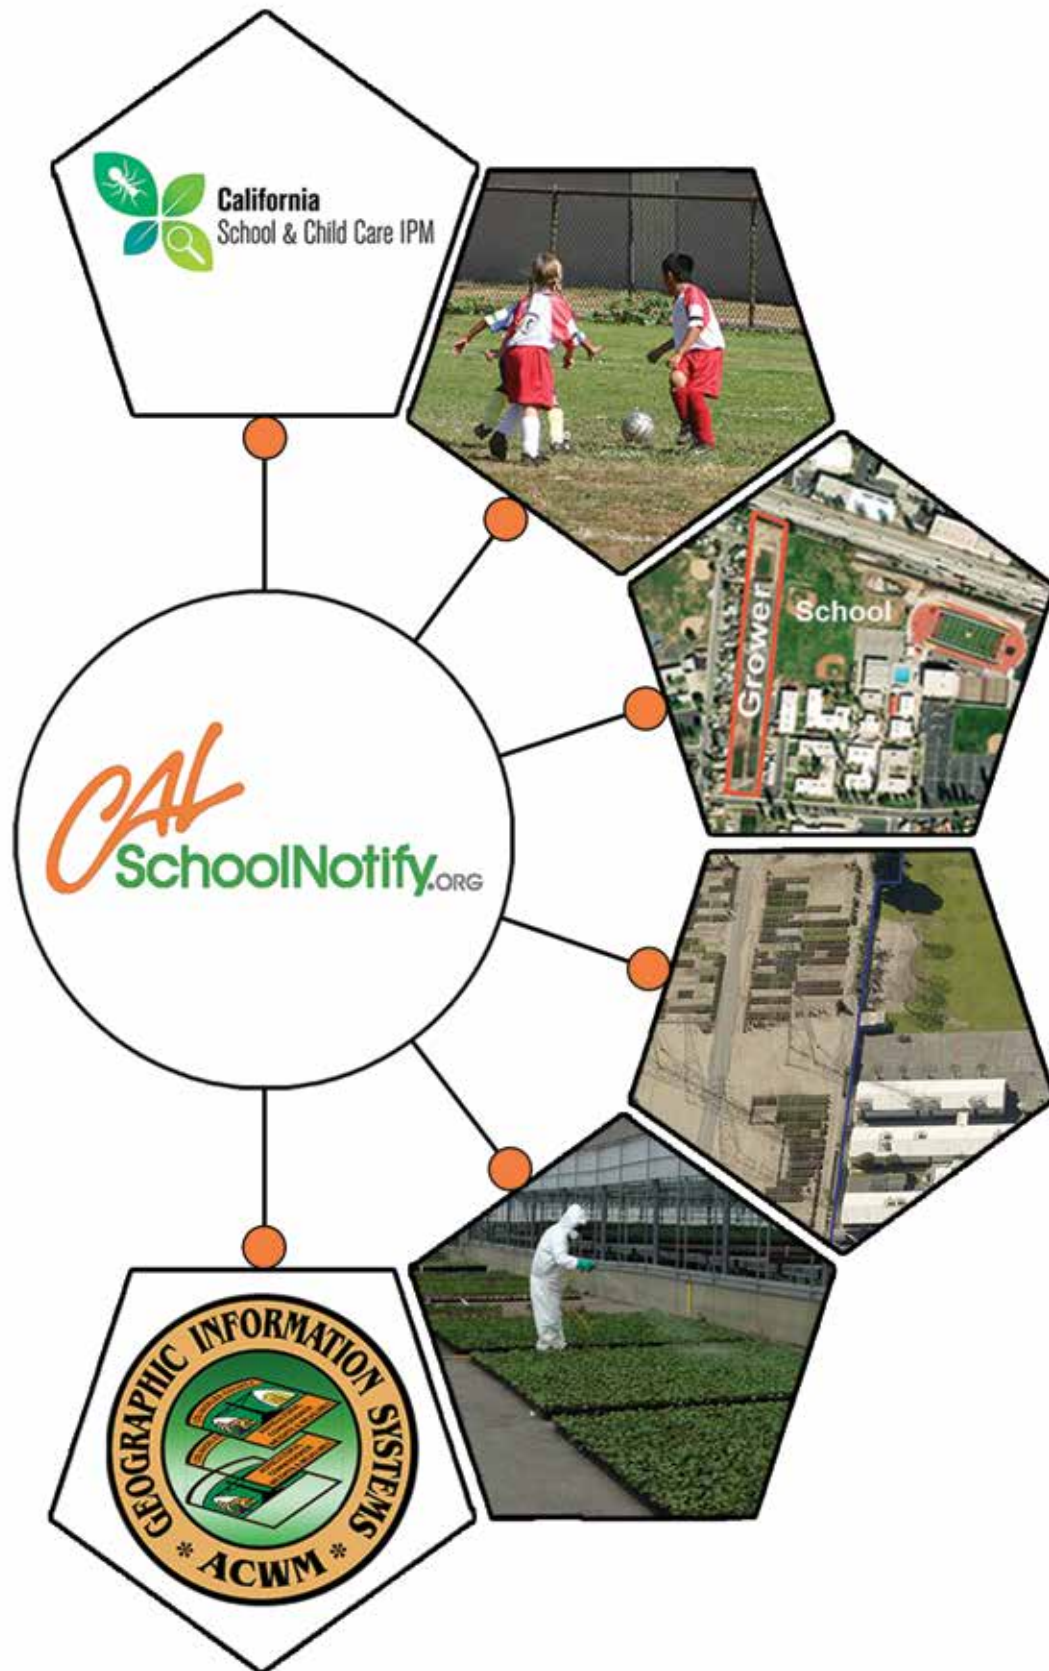 California
School & Child Care IPM
School
Grower
CAL
SchoolNotify.ORG
GEOGRAPHIC INFORMATION SYSTEMS
* ACWM *